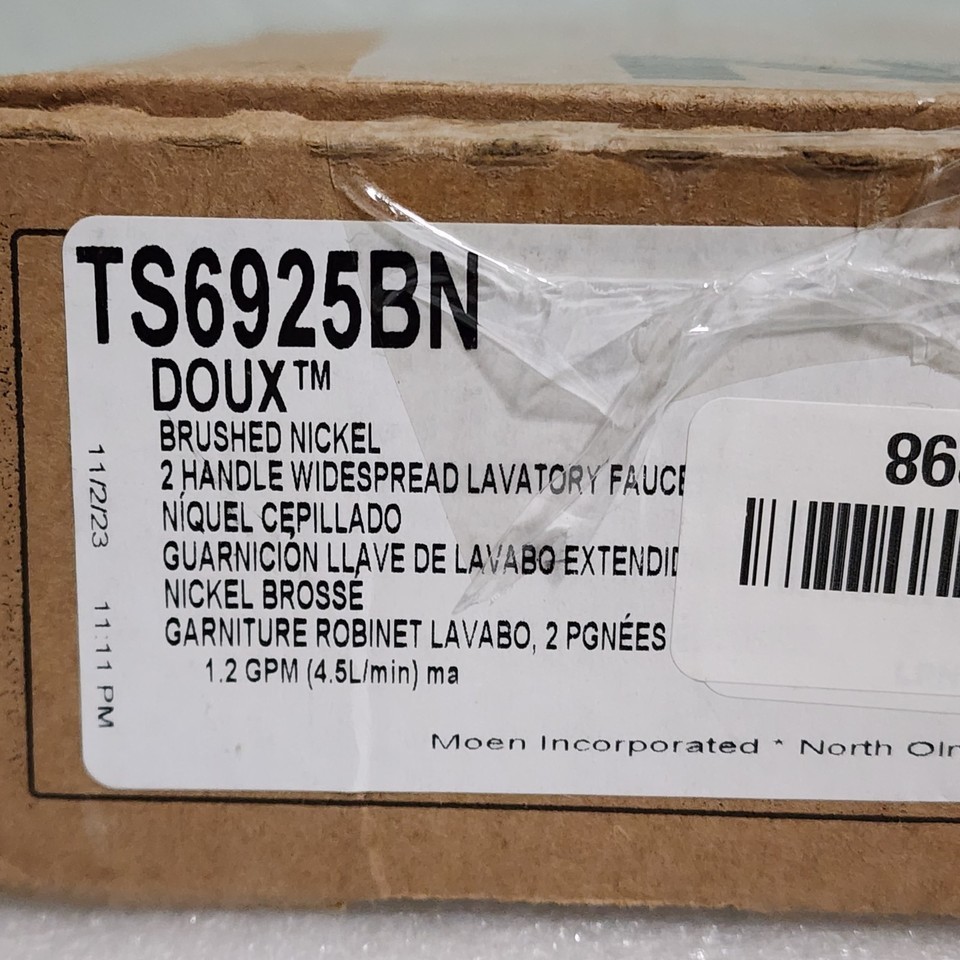 TS6925BN
DOUX™
BRUSHED NICKEL
2 HANDLE WIDESPREAD LAVATORY FAUCE
NÍQUEL CEPILLADO
GUARNICIÓN LLAVE DE LAVABO EXTENDID
NICKEL BROSSÉ
GARNITURE ROBINET LAVABO, 2 PGNÉES
1.2 GPM (4.5L/min) ma
Moen Incorporated * North Olm
11/2/23 11:11 PM
86